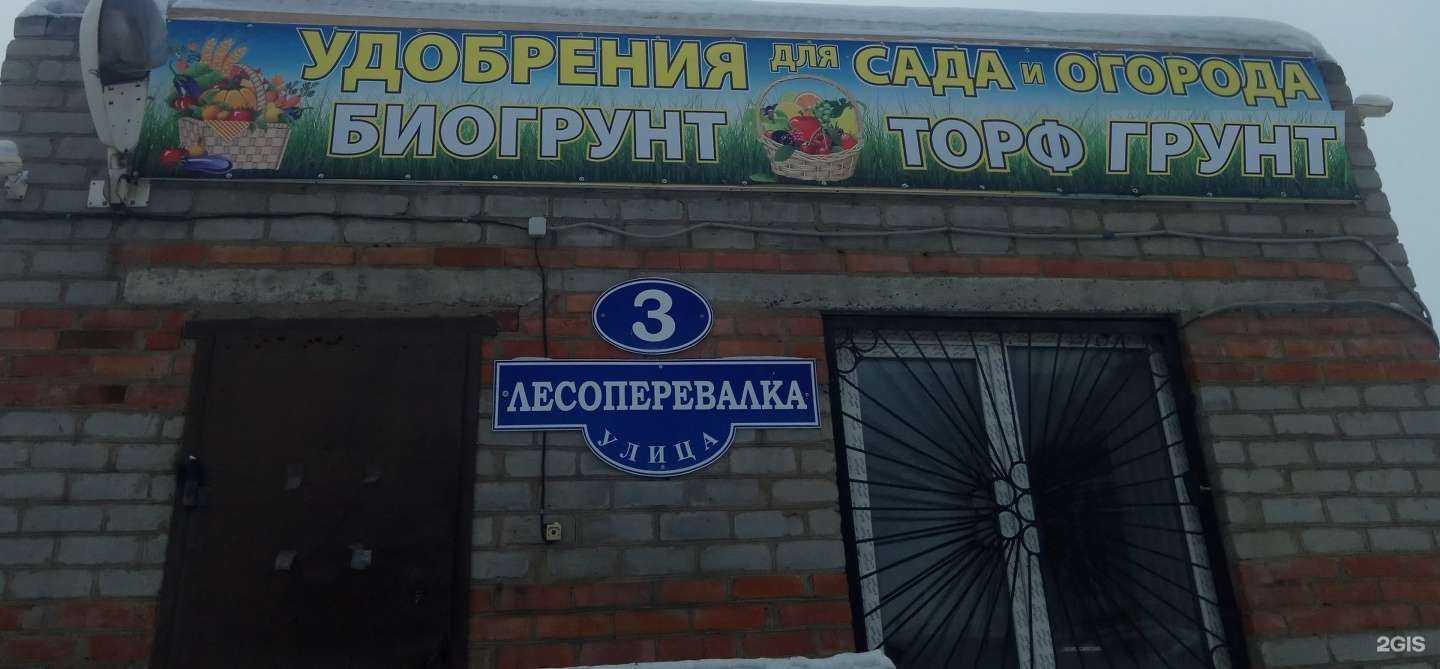 УДОБРЕНИЯ ДЛЯ САДА И ОГОРОДА
БИОГРУНТ ТОРФ ГРУНТ
3
ЛЕСОПЕРЕВАЛКА
УЛИЦА
2GIS